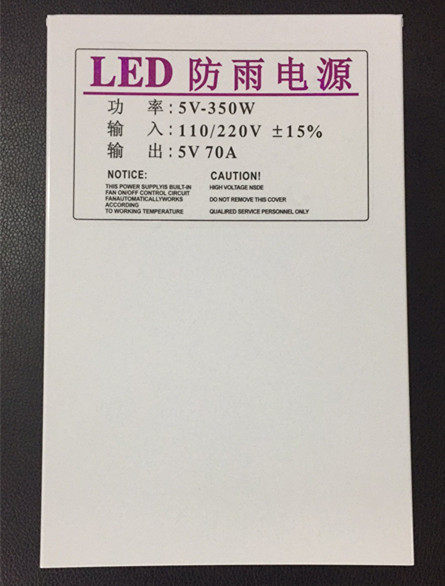 LED 防雨电源
功 率:5V-350W
输 入:110/220V ±15%
输 出:5V 70A
NOTICE:
THIS POWER SUPPLYIS BUILT-IN
FAN ON/OFF CONTROL CIRCUIT
FANAUTOMATICALLYWORKS
ACCORDING
TO WORKING TEMPERATURE
CAUTION!
HIGH VOLTAGE NSDE
DO NOT REMOVE THIS COVER
QUALIRED SERVICE PERSONNEL ONLY